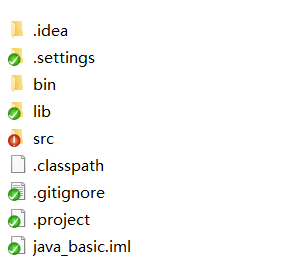 .idea
.settings
bin
lib
src
.classpath
.gitignore
.project
java_basic.iml